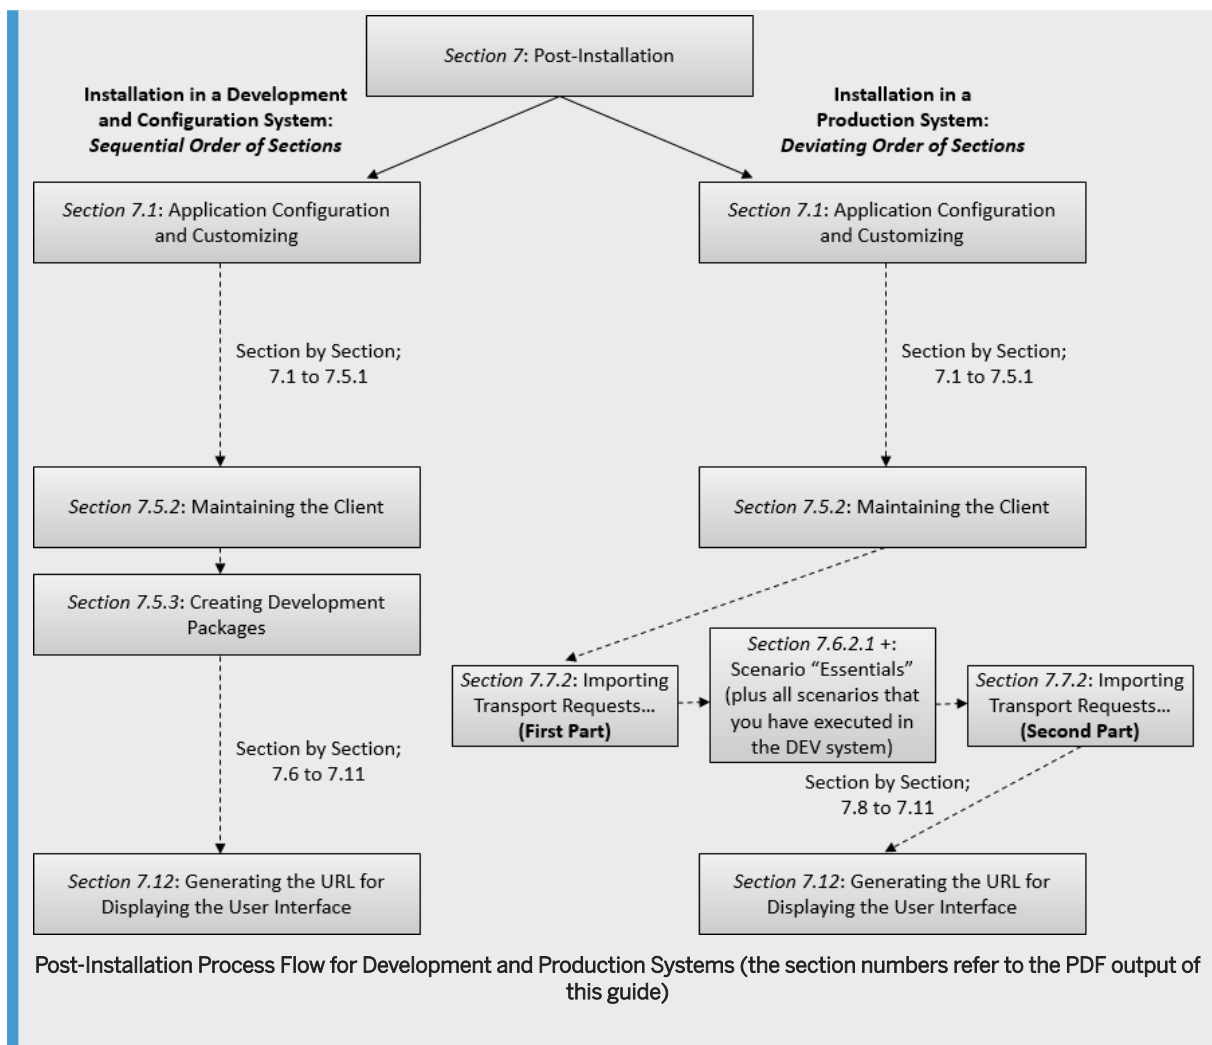 Section 7: Post-Installation
Installation in a Development
and Configuration System:
Sequential Order of Sections
Installation in a
Production System:
Deviating Order of Sections
Section 7.1: Application Configuration
and Customizing
Section 7.1: Application Configuration
and Customizing
Section by Section;
7.1 to 7.5.1
Section by Section;
7.1 to 7.5.1
Section 7.5.2: Maintaining the Client
Section 7.5.2: Maintaining the Client
Section 7.5.3: Creating Development
Packages
Section 7.7.2: Importing
Transport Requests...
(First Part)
Section 7.6.2.1 +:
Scenario “Essentials”
(plus all scenarios that
you have executed in
the DEV system)
Section 7.7.2: Importing
Transport Requests...
(Second Part)
Section by Section;
7.6 to 7.11
Section by Section;
7.8 to 7.11
Section 7.12: Generating the URL for
Displaying the User Interface
Section 7.12: Generating the URL for
Displaying the User Interface
Post-Installation Process Flow for Development and Production Systems (the section numbers refer to the PDF output of
this guide)